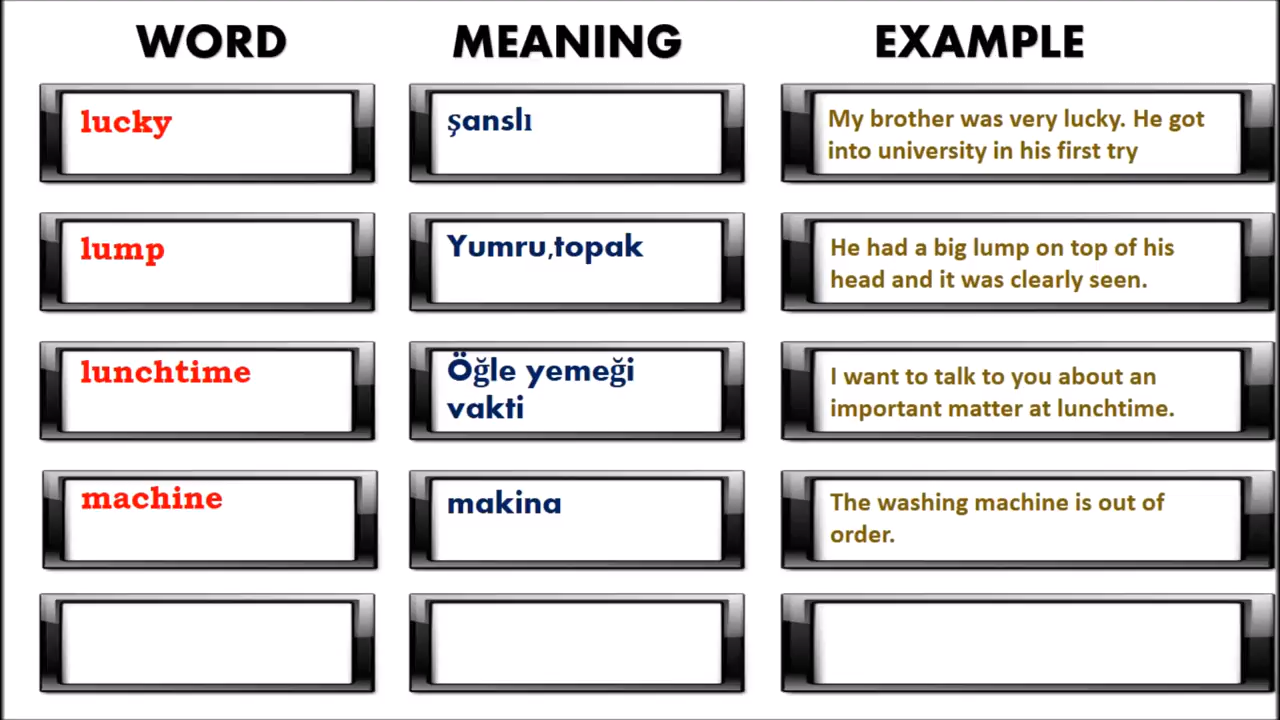 WORD MEANING EXAMPLE
lucky
şanslı
My brother was very lucky. He got
into university in his first try
lump
Yumru,topak
He had a big lump on top of his
head and it was clearly seen.
lunchtime
Öğle yemeği
vakti
I want to talk to you about an
important matter at lunchtime.
machine
makina
The washing machine is out of
order.